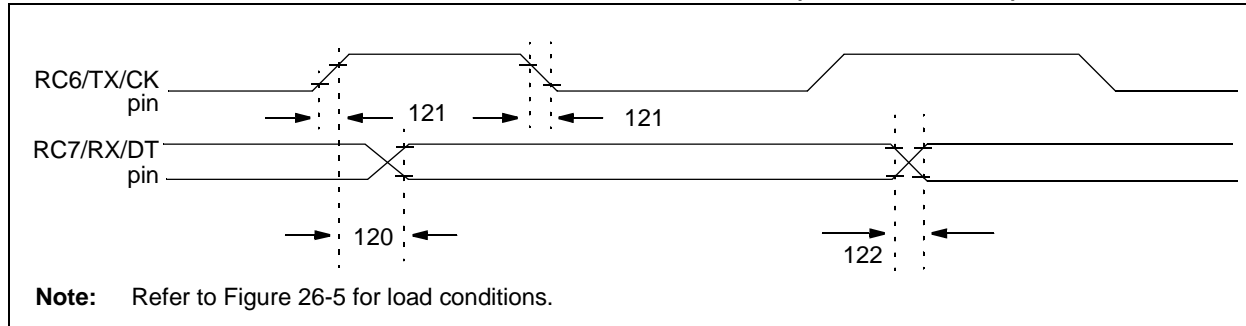 RC6/TX/CK
pin
121
121
RC7/RX/DT
pin
120
122
Note: Refer to Figure 26-5 for load conditions.